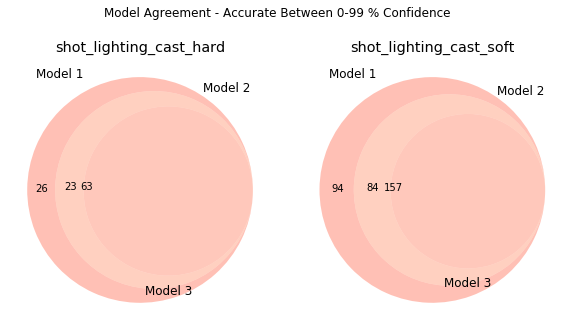 Model Agreement - Accurate Between 0-99 % Confidence
shot_lighting_cast_hard
Model 1
Model 2
26
23
63
Model 3
shot_lighting_cast_soft
Model 1
Model 2
94
84
157
Model 3